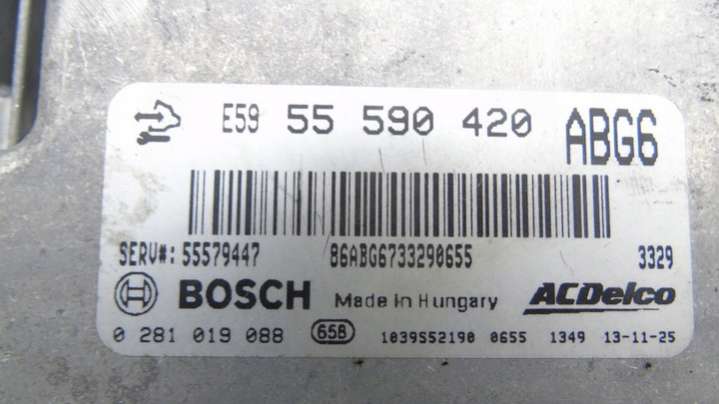 E59 55 590 420 ABG6
SERV#: 55579447 86ABG6733290655 3329
BOSCH Made in Hungary ACDelco
0 281 019 088 658 1039S52190 0655 1349 13-11-25